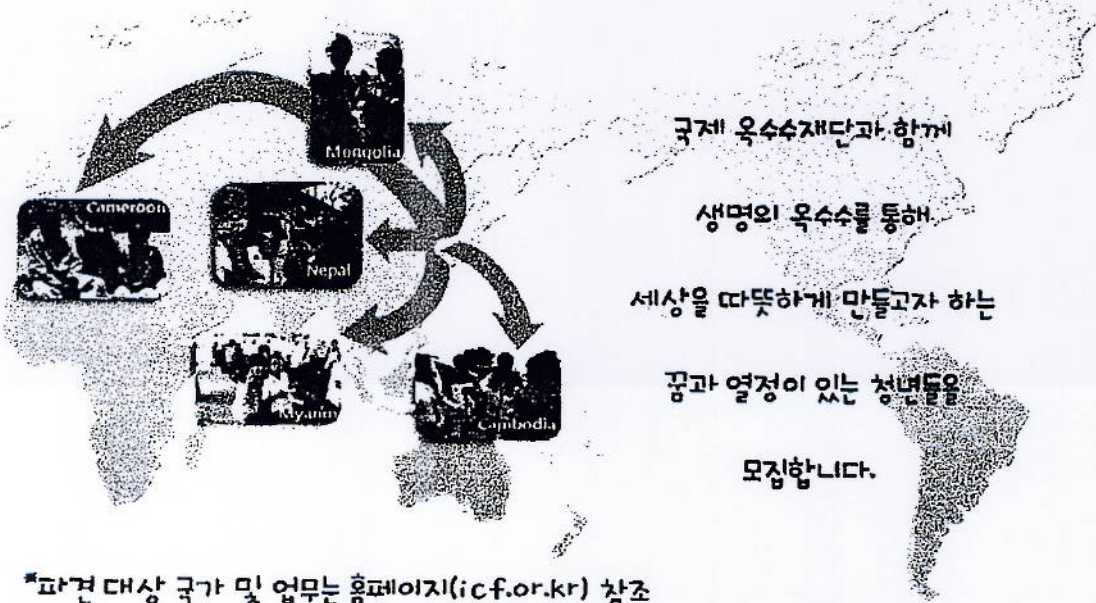 Mongolia
Cameroon
Nepal
Cambodia
국제 옥수수재단과 함께
생명의 옥수수를 통해
세상을 따뜻하게 만들고자 하는
꿈과 열정이 있는 청년들을
모집합니다.
*파견 대상 국가 및 업무는 홈페이지(icf.or.kr) 참조